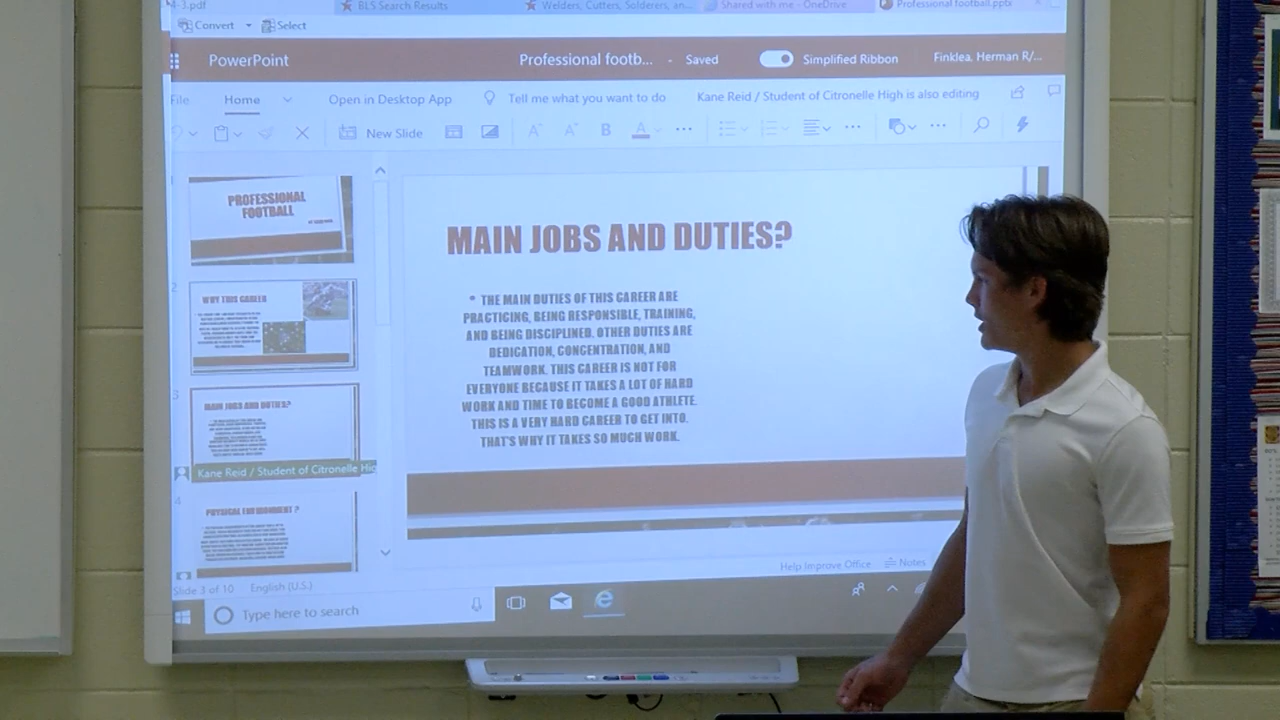 4-3.pdf
BLS Search Results
Welders, Cutters, Solderers, an...
Shared with me - OneDrive
Professional football.pptx
Convert
Select
PowerPoint
Professional footb...
Saved
Simplified Ribbon
Finklea, Herman R/...
File
Home
Open in Desktop App
Tell me what you want to do
Kane Reid / Student of Citronelle High is also editing
New Slide
PROFESSIONAL
FOOTBALL
2
WHY THIS CAREER
3
MAIN JOBS AND DUTIES?
Kane Reid / Student of Citronelle Hig
4
PHYSICAL ENVIRONMENT ?
MAIN JOBS AND DUTIES?
• THE MAIN DUTIES OF THIS CAREER ARE
PRACTICING, BEING RESPONSIBLE, TRAINING,
AND BEING DISCIPLINED. OTHER DUTIES ARE
DEDICATION, CONCENTRATION, AND
TEAMWORK. THIS CAREER IS NOT FOR
EVERYONE BECAUSE IT TAKES A LOT OF HARD
WORK AND TIME TO BECOME A GOOD ATHLETE.
THIS IS A VERY HARD CAREER TO GET INTO.
THAT'S WHY IT TAKES SO MUCH WORK.
Slide 3 of 10
English (U.S.)
Help Improve Office
Notes
Type here to search